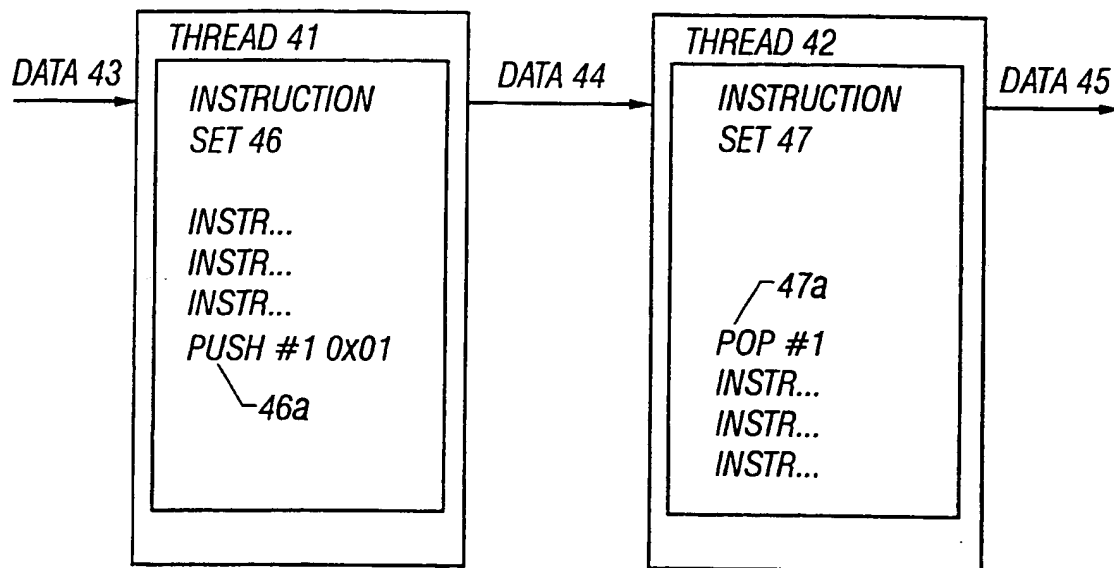 DATA 43
THREAD 41
INSTRUCTION
SET 46
INSTR...
INSTR...
INSTR...
PUSH #1 0x01
46a
DATA 44
THREAD 42
INSTRUCTION
SET 47
47a
POP #1
INSTR...
INSTR...
INSTR...
DATA 45